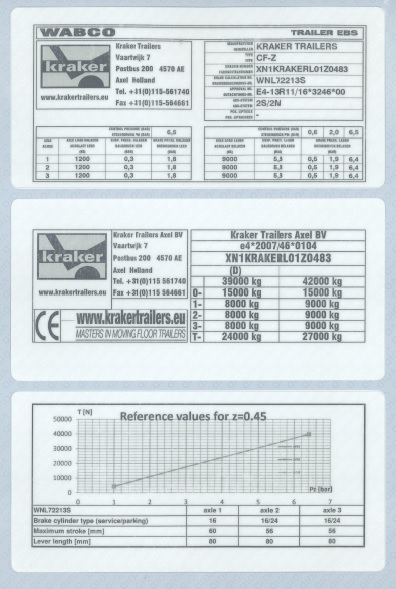 WABCO TRAILER EBS
kraker
www.krakertrailers.eu
Kraker Trailers
Vaartwijk 7
Postbus 200 4570 AE
Axel Holland
Tel. +31(0)115-561740
Fax +31(0)115-564661
KRAKER TRAILERS
CF-Z
XN1KRAKERL01Z0483
WNL72213S
E4-13R11/16*3246*00
2S/2M
-
CONTROL PRESSURE (BAR) 6,5
CONTROL PRESSURE (BAR) 0,6 2,0 6,5
1 1200 0,3 1,8 9000 5,3 0,5 1,9 6,4
2 1200 0,3 1,8 9000 5,3 0,5 1,9 6,4
3 1200 0,3 1,8 9000 5,3 0,5 1,9 6,4
kraker
www.krakertrailers.eu
Kraker Trailers Axel BV
Vaartwijk 7
Postbus 200 4570 AE
Axel Holland
Tel. +31(0)115 561740
Fax +31(0)115 564661
CE
www.krakertrailers.eu
MASTERS IN MOVING FLOOR TRAILERS
Kraker Trailers Axel BV
e4*2007/46*0104
XN1KRAKERL01Z0483
(D)
39000 kg 42000 kg
0- 15000 kg 15000 kg
1- 8000 kg 9000 kg
2- 8000 kg 9000 kg
3- 8000 kg 9000 kg
T- 24000 kg 27000 kg
T [N]
Reference values for z=0.45
50000
40000
30000
20000
10000
0
Pz [bar]
0 1 2 3 4 5 6 7
WNL72213S axle 1 axle 2 axle 3
Brake cylinder type (service/parking) 16 16/24 16/24
Maximum stroke [mm] 60 56 56
Lever length [mm] 80 80 80